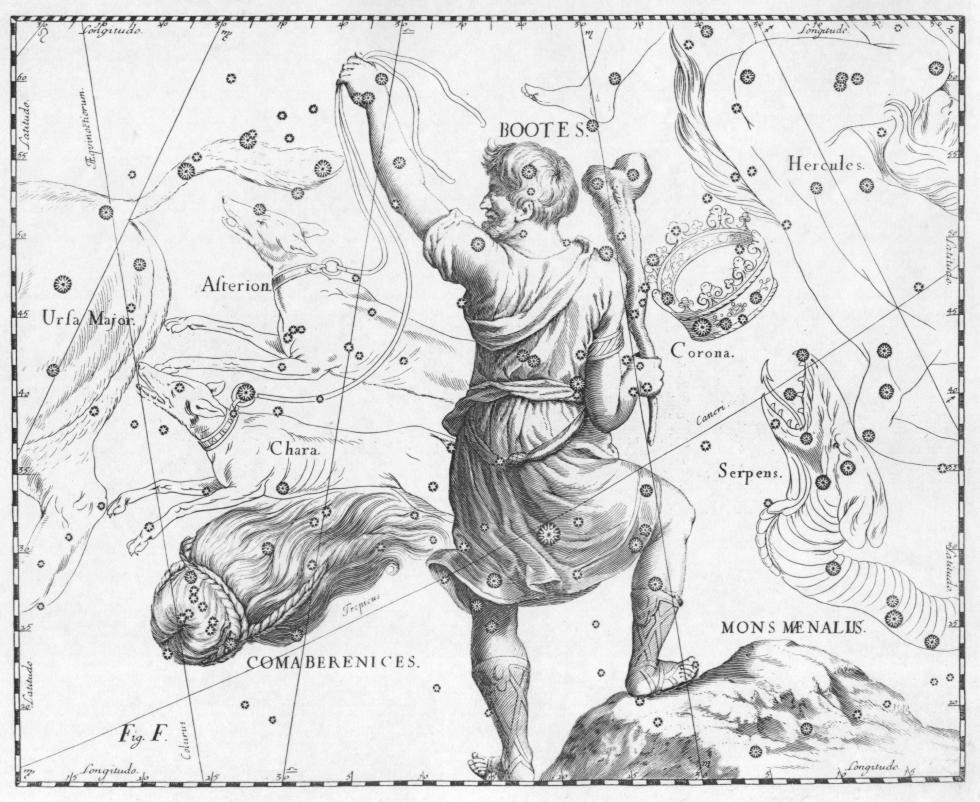 Longitudo.
Longitudo.
Latitudo.
Æquinoctiorum.
BOOTES.
Hercules.
Asterion.
Ursa Major.
Corona.
Latitudo.
Cancri.
Chara.
Serpens.
Tropicus
Latitudo.
COMA BERENICES.
MONS MÆNALUS.
Latitudo
Fig. F.
Colurus
Longitudo.
Longitudo.